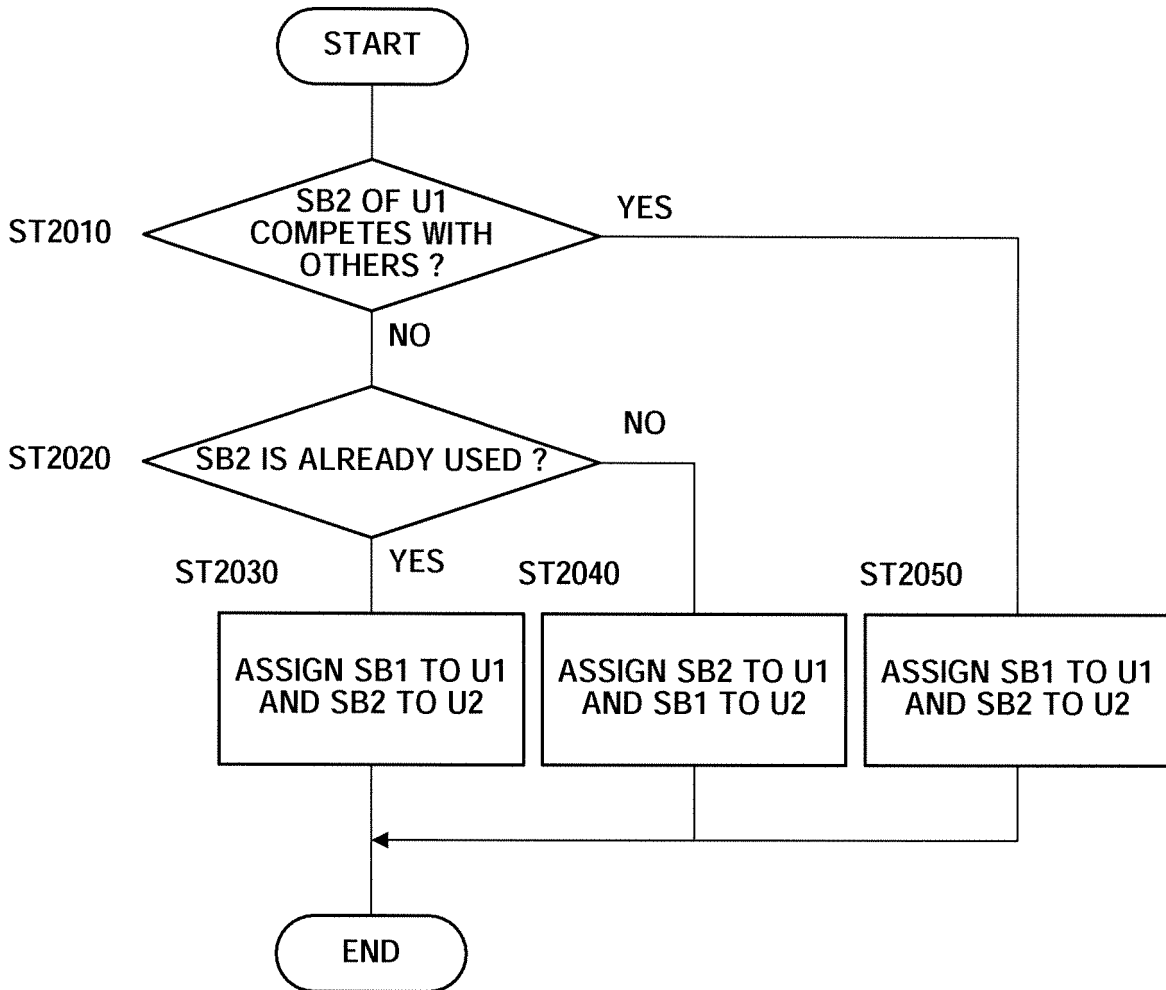 START
SB2 OF U1
COMPETES WITH
OTHERS ?
YES
ST2010
NO
NO
ST2020
SB2 IS ALREADY USED ?
YES
ST2030
ST2040
ST2050
ASSIGN SB1 TO U1
AND SB2 TO U2
ASSIGN SB2 TO U1
AND SB1 TO U2
ASSIGN SB1 TO U1
AND SB2 TO U2
END